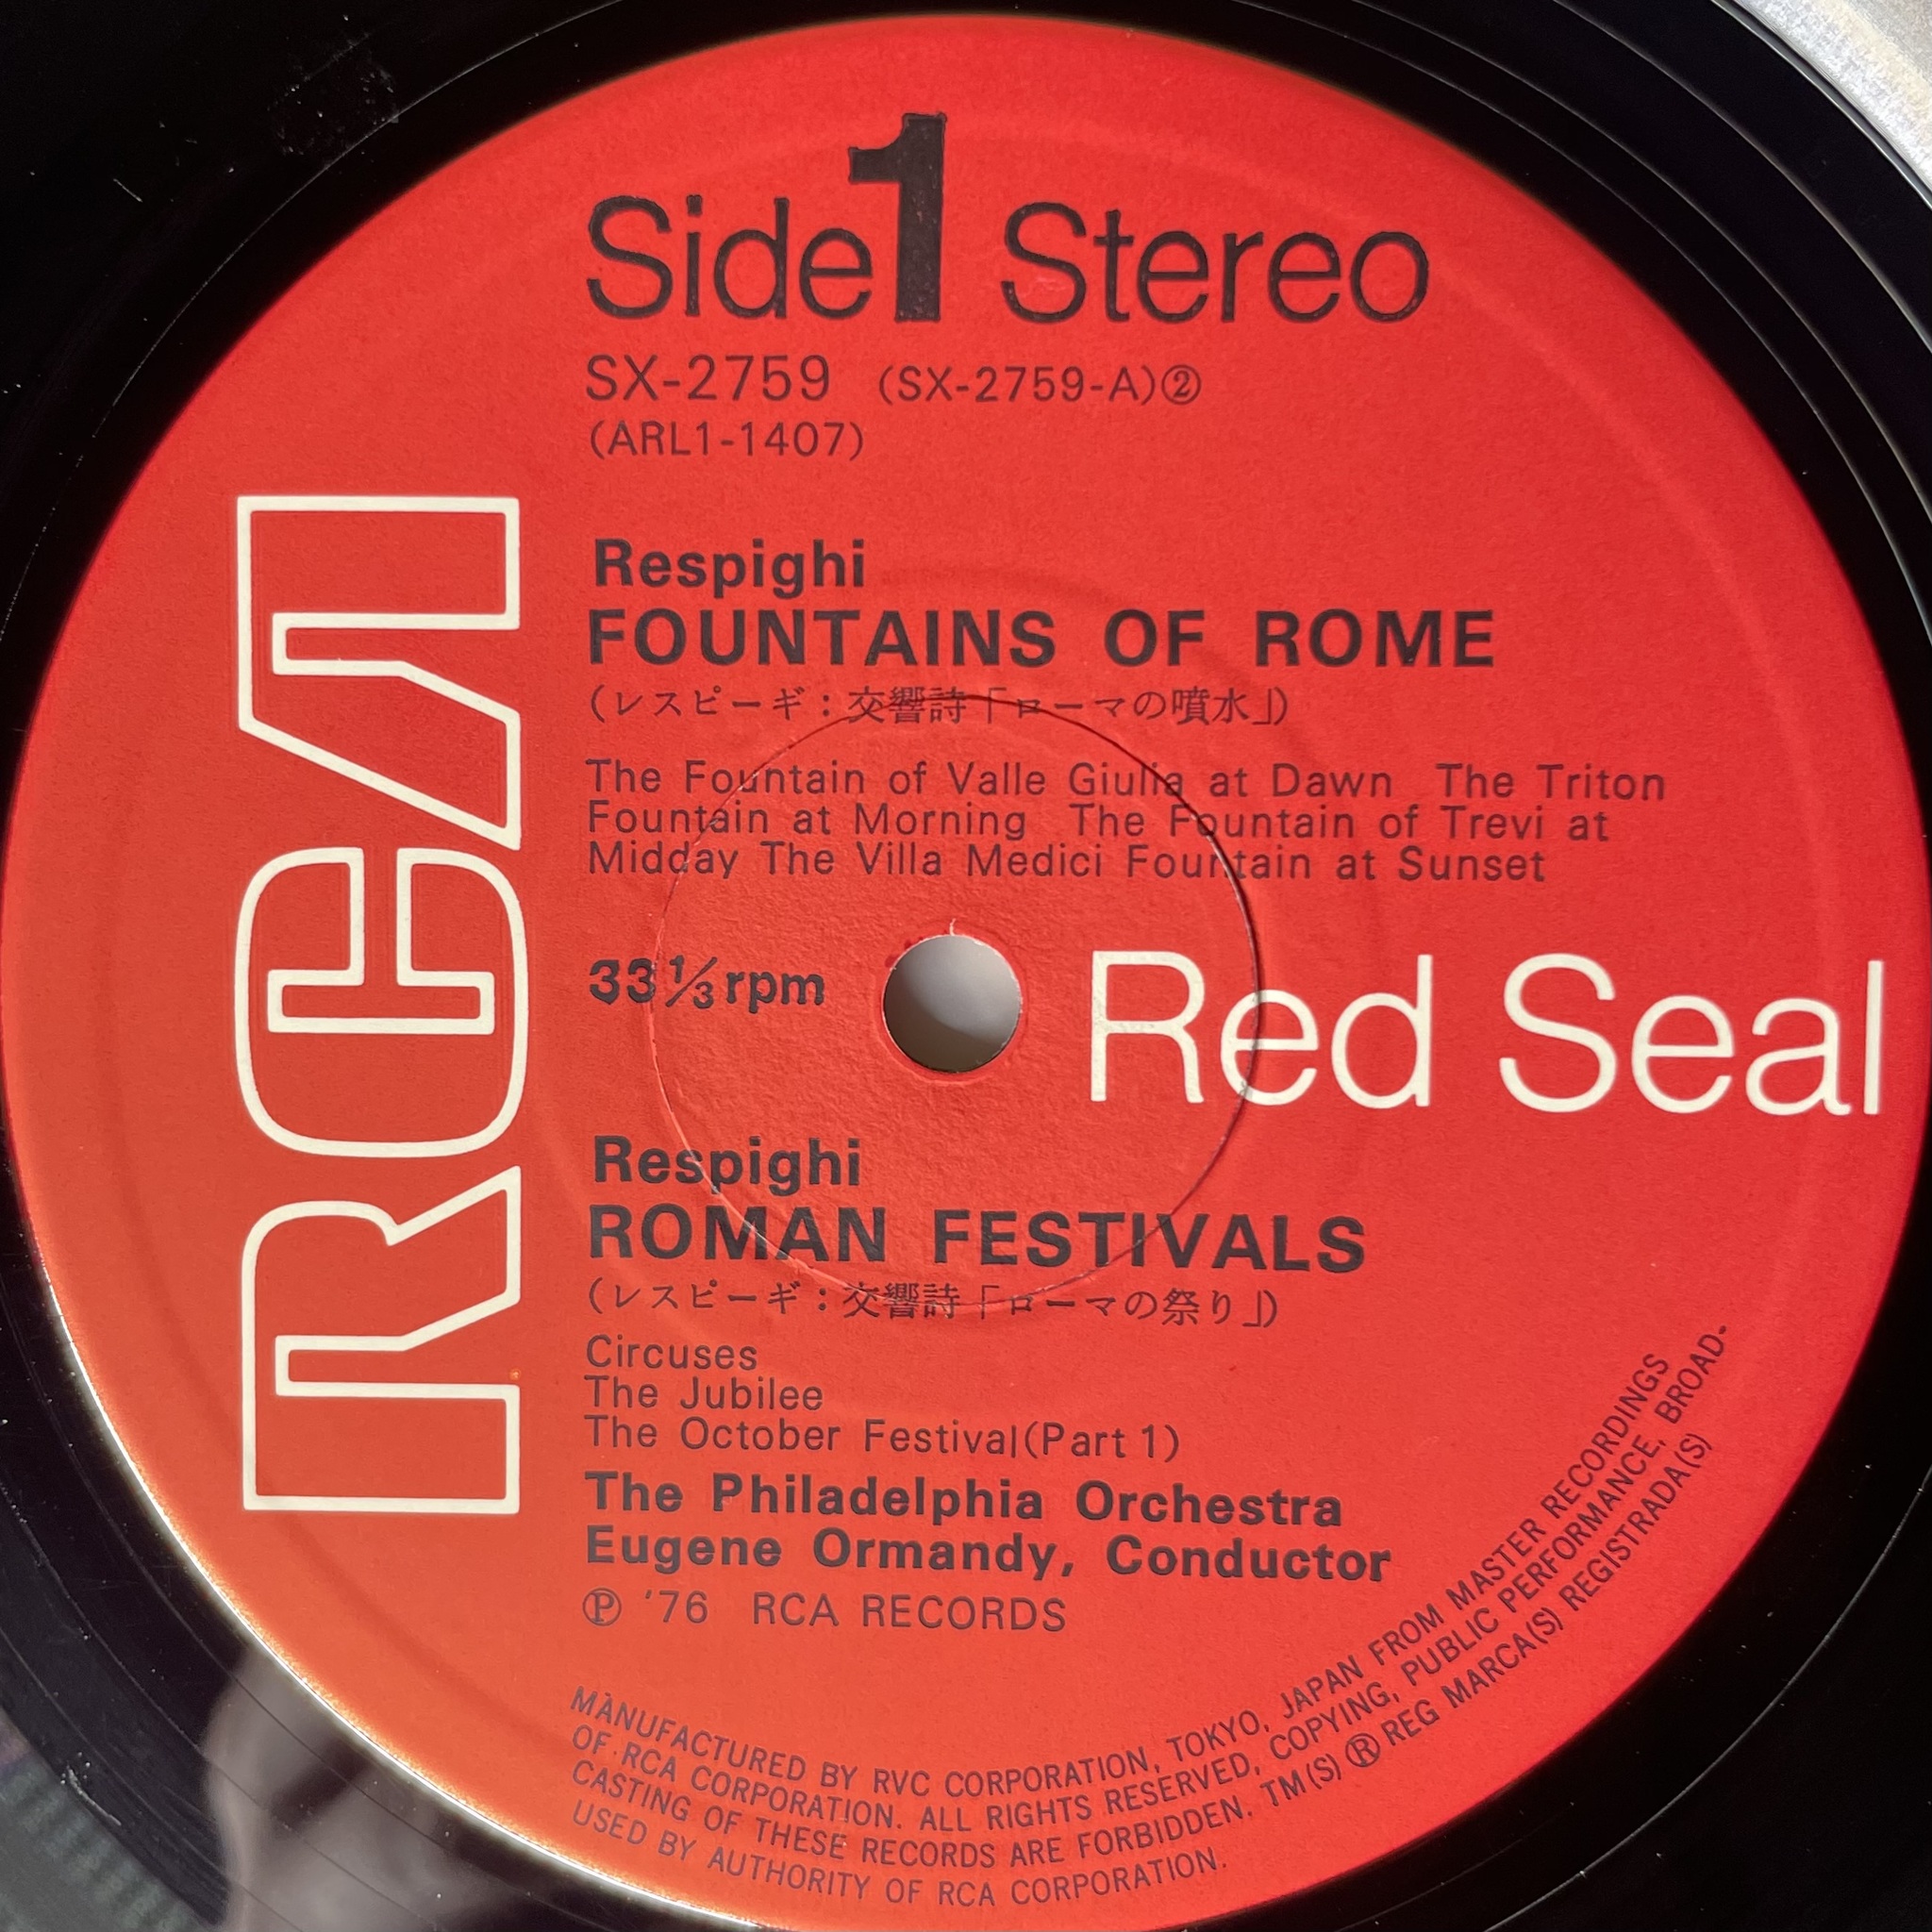 Side 1 Stereo
SX-2759 (SX-2759-A)②
(ARL1-1407)
RCA
Respighi
FOUNTAINS OF ROME
(レスピーギ：交響詩「ローマの噴水」)
The Fountain of Valle Giulia at Dawn The Triton
Fountain at Morning The Fountain of Trevi at
Midday The Villa Medici Fountain at Sunset
33⅓ rpm
Red Seal
Respighi
ROMAN FESTIVALS
(レスピーギ：交響詩「ローマの祭り」)
Circuses
The Jubilee
The October Festival(Part 1)
The Philadelphia Orchestra
Eugene Ormandy, Conductor
℗ '76 RCA RECORDS
MANUFACTURED BY RVC CORPORATION, TOKYO, JAPAN FROM MASTER RECORDINGS
OF RCA CORPORATION. ALL RIGHTS RESERVED, COPYING, PUBLIC PERFORMANCE, BROAD-
CASTING OF THESE RECORDS ARE FORBIDDEN. TM(S) ® REG MARCA(S) REGISTRADA(S)
USED BY AUTHORITY OF RCA CORPORATION.